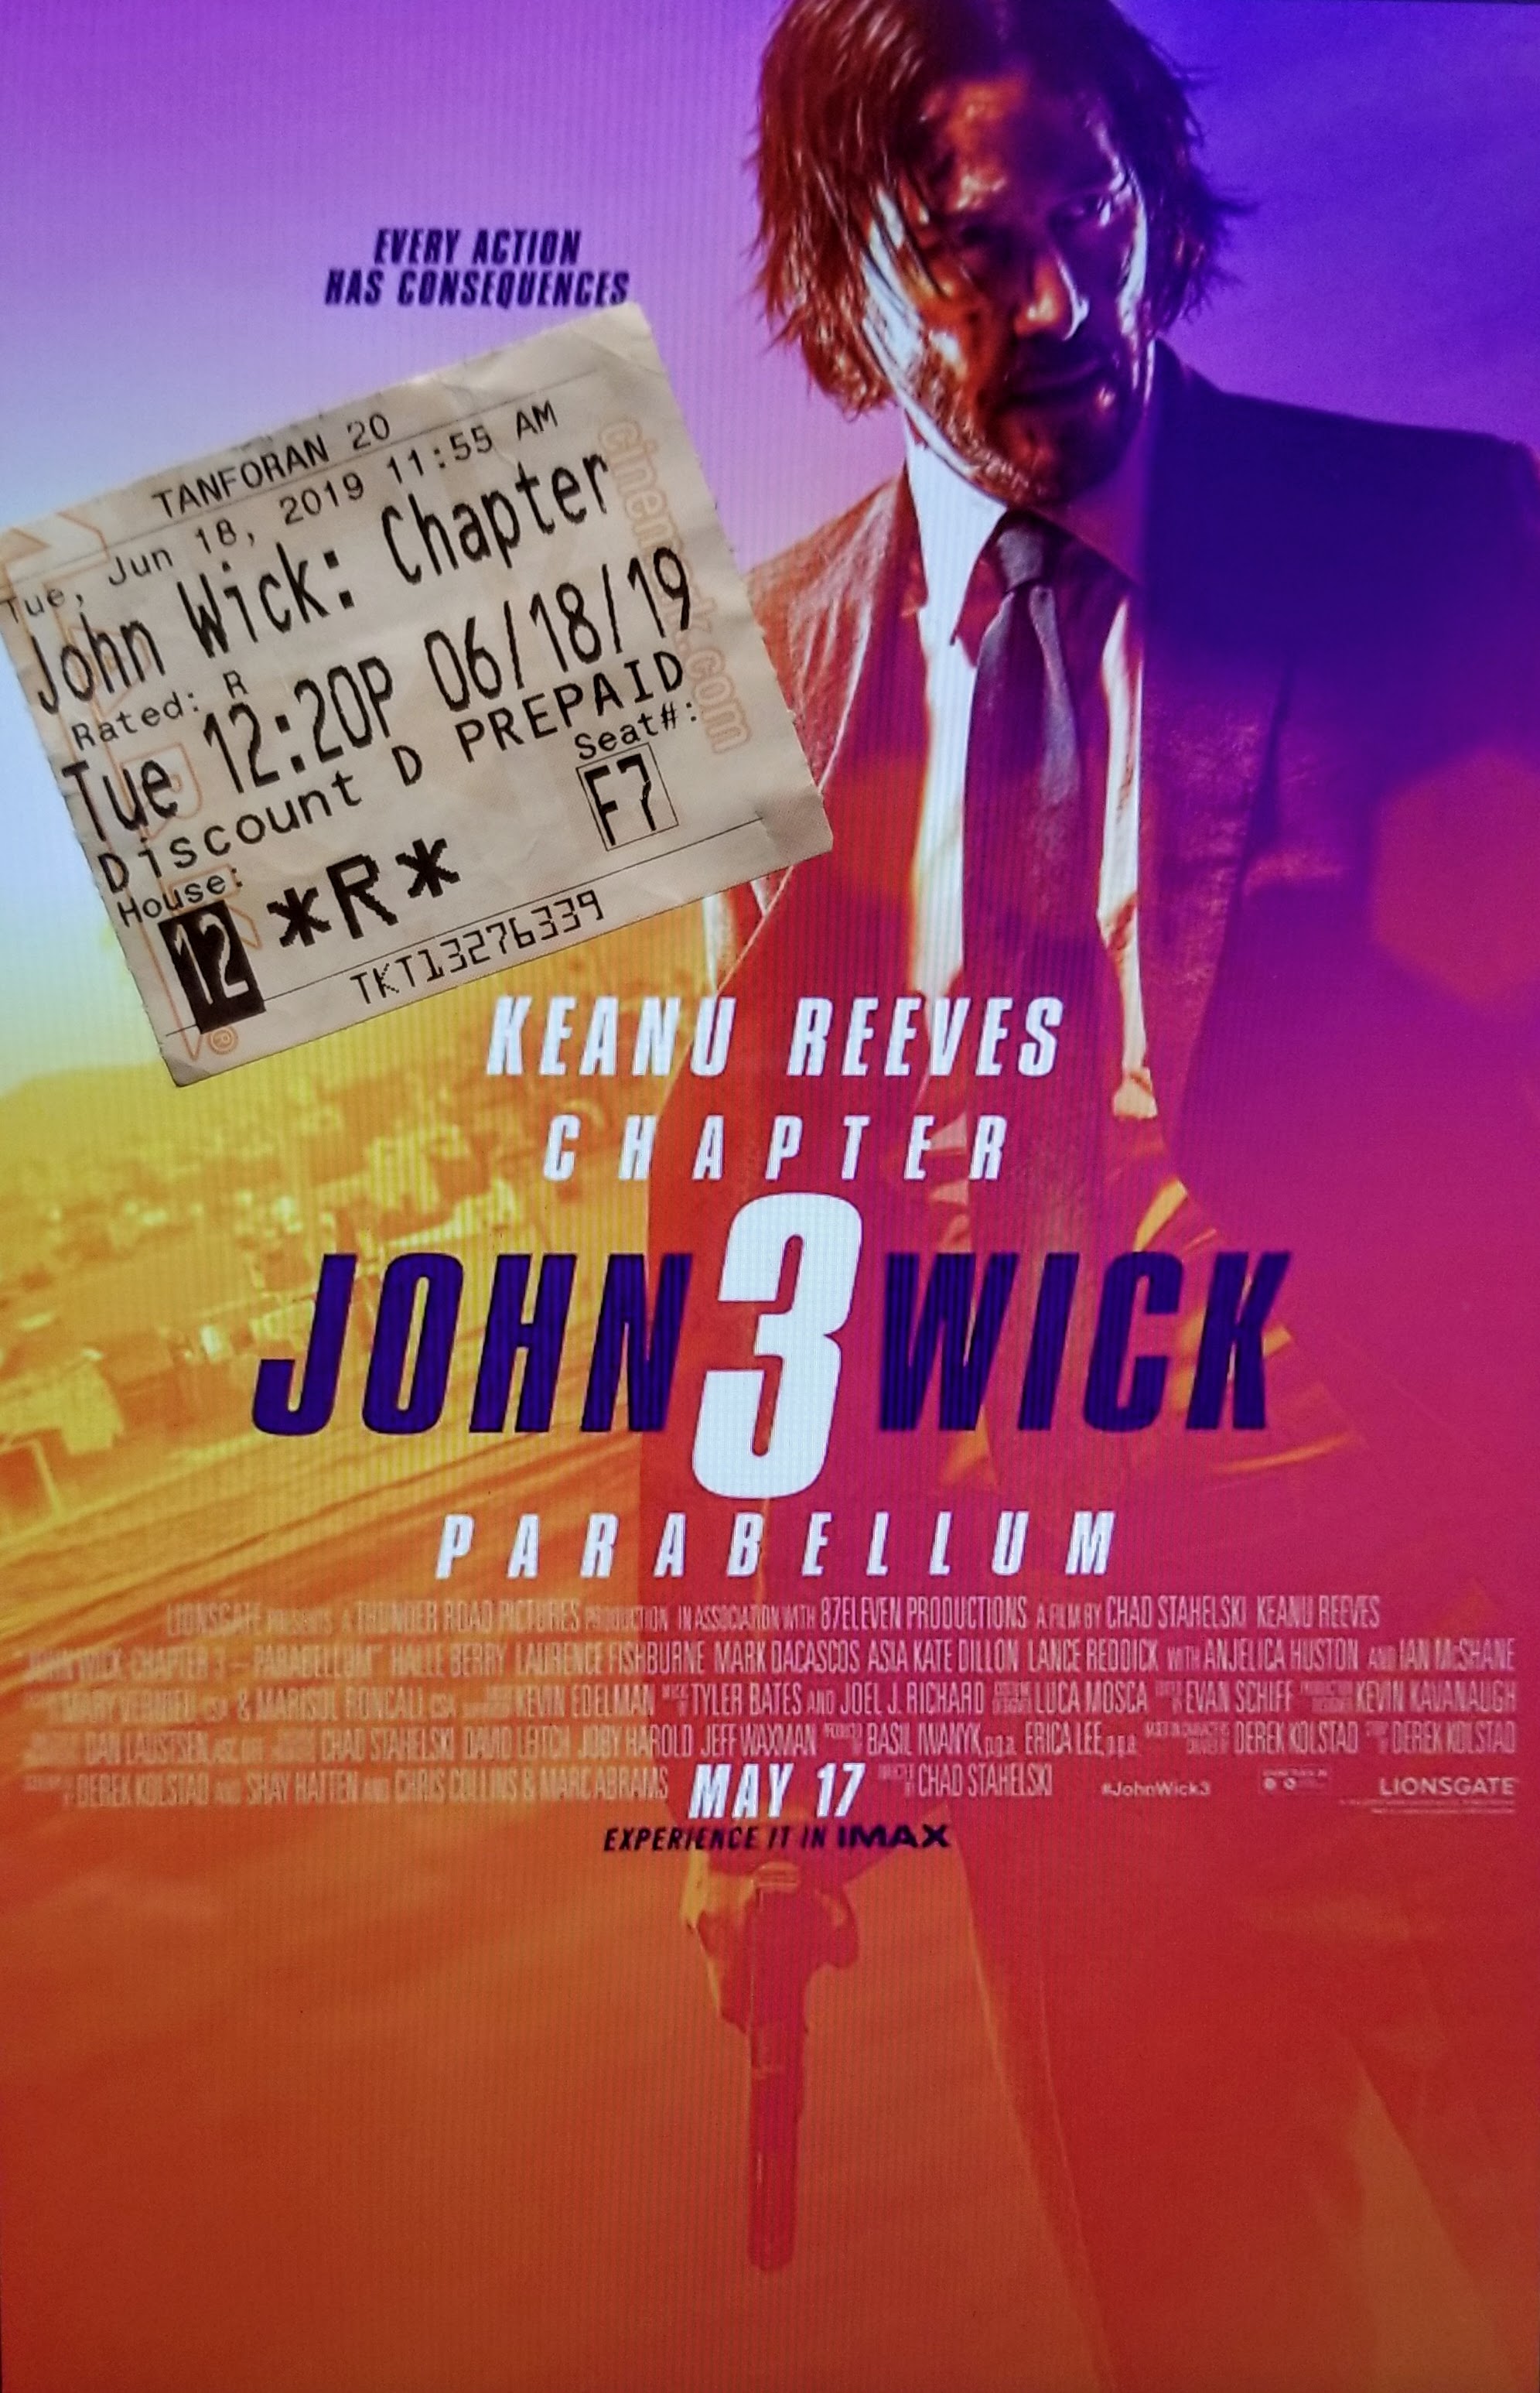 EVERY ACTION
HAS CONSEQUENCES
TANFORAN 20
Tue, Jun 18, 2019 11:55 AM
John Wick: Chapter
Rated: R
Tue 12:20P 06/18/19
Discount D PREPAID
House: Seat#:
12 *R* F7
TKT13276339
cinemark.com
KEANU REEVES
CHAPTER
JOHN 3 WICK
PARABELLUM
LIONSGATE PRESENTS A THUNDER ROAD PICTURES PRODUCTION IN ASSOCIATION WITH 87ELEVEN PRODUCTIONS A FILM BY CHAD STAHELSKI KEANU REEVES
"JOHN WICK: CHAPTER 3 – PARABELLUM" HALLE BERRY LAURENCE FISHBURNE MARK DACASCOS ASIA KATE DILLON LANCE REDDICK WITH ANJELICA HUSTON AND IAN McSHANE
MARY VERNIEU CSA & MARISOL RONCALI CSA KEVIN EDELMAN TYLER BATES AND JOEL J. RICHARD LUCA MOSCA EVAN SCHIFF KEVIN KAVANAUGH
DAN LAUSTSEN CHAD STAHELSKI DAVID LEITCH JOBY HAROLD JEFF WAXMAN BASIL IWANYK, p.g.a. ERICA LEE, p.g.a. DEREK KOLSTAD DEREK KOLSTAD
DEREK KOLSTAD AND SHAY HATTEN AND CHRIS COLLINS & MARC ABRAMS MAY 17 CHAD STAHELSKI #JohnWick3 LIONSGATE
EXPERIENCE IT IN IMAX